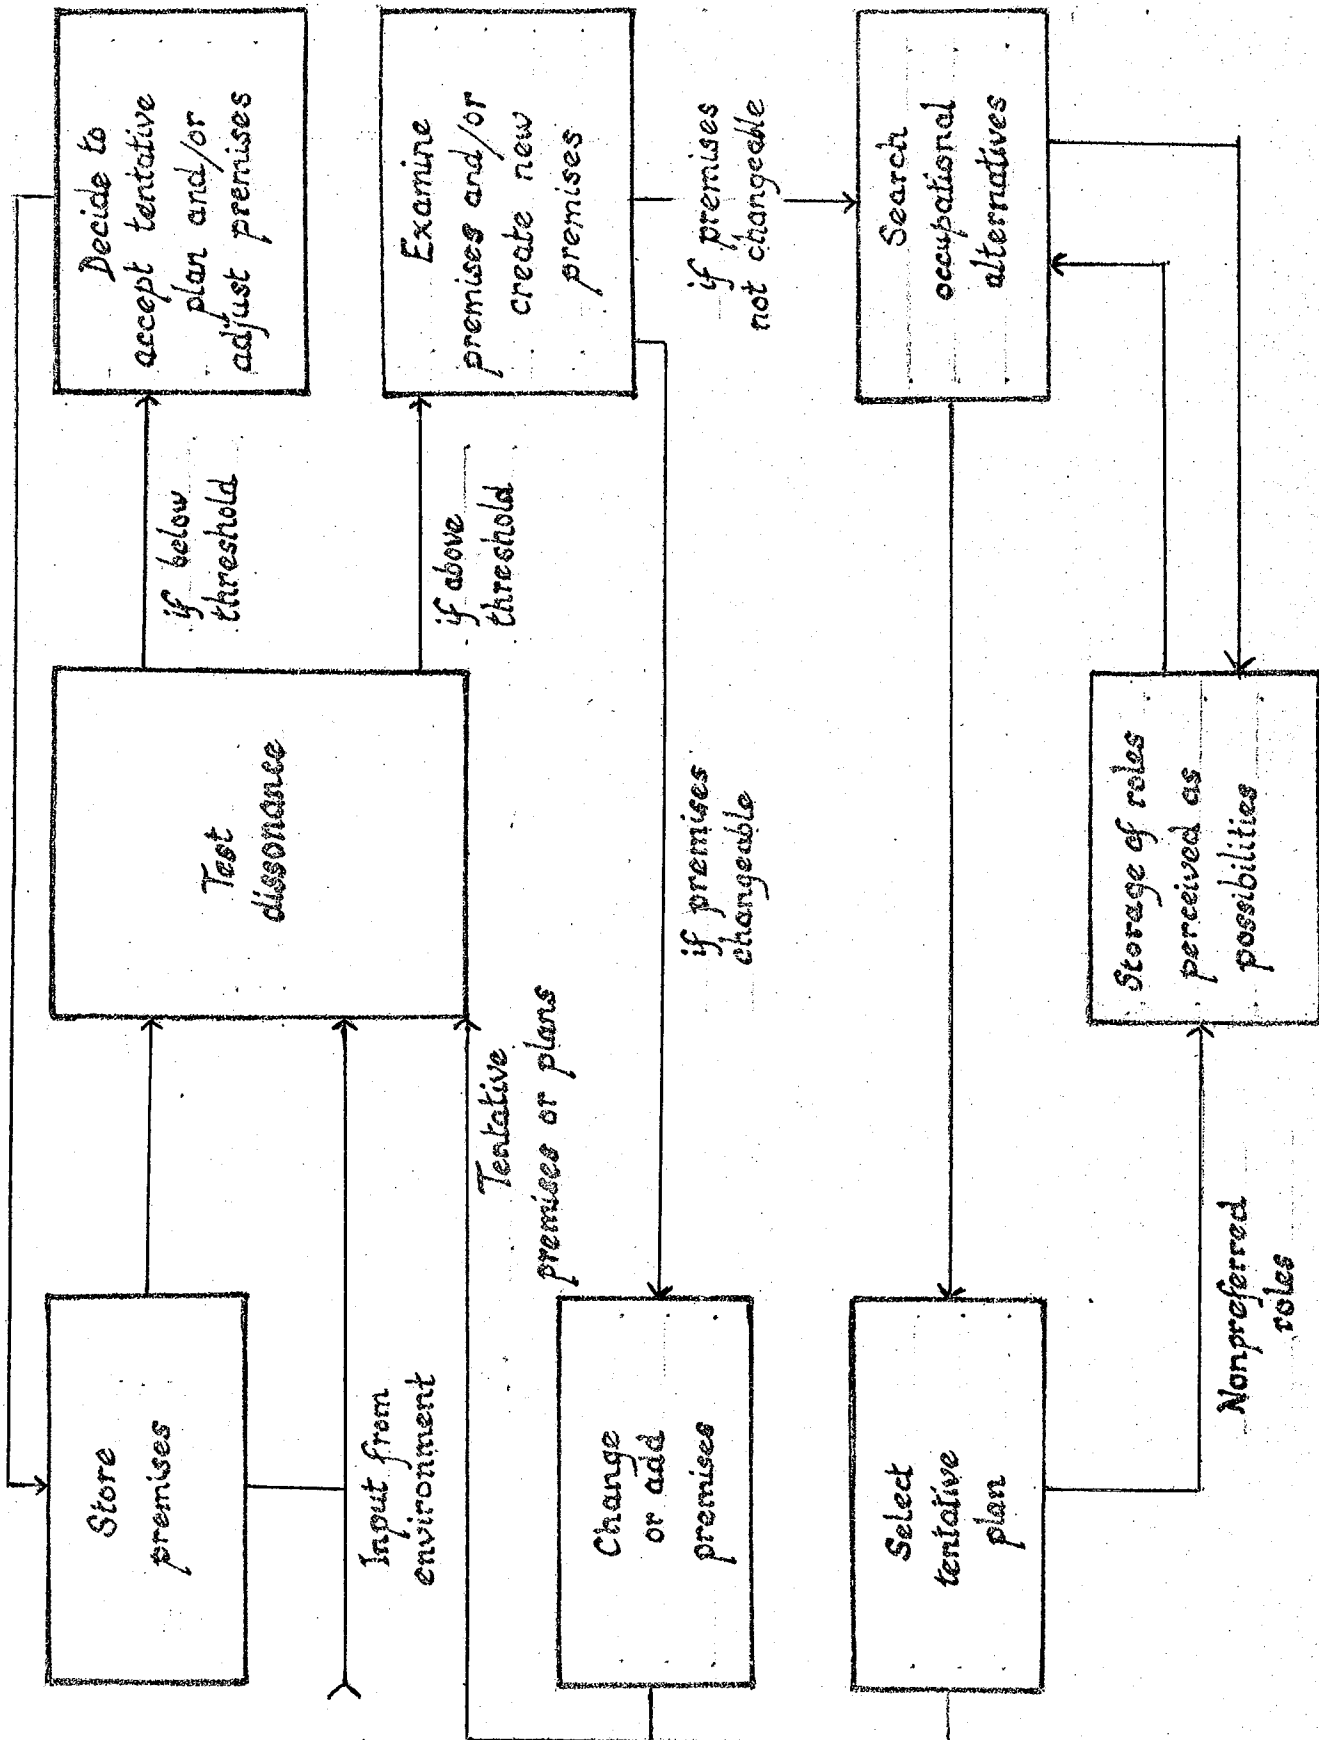 Store
premises
Input from
environment
Test
dissonance
if below
threshold
Decide to
accept tentative
plan and/or
adjust premises
if above
threshold
Examine
premises and/or
create new
premises
Tentative
premises or plans
if premises
changeable
if premises
not changeable
Change
or add
premises
Select
tentative
plan
Search
occupational
alternatives
Nonpreferred
roles
Storage of roles
perceived as
possibilities